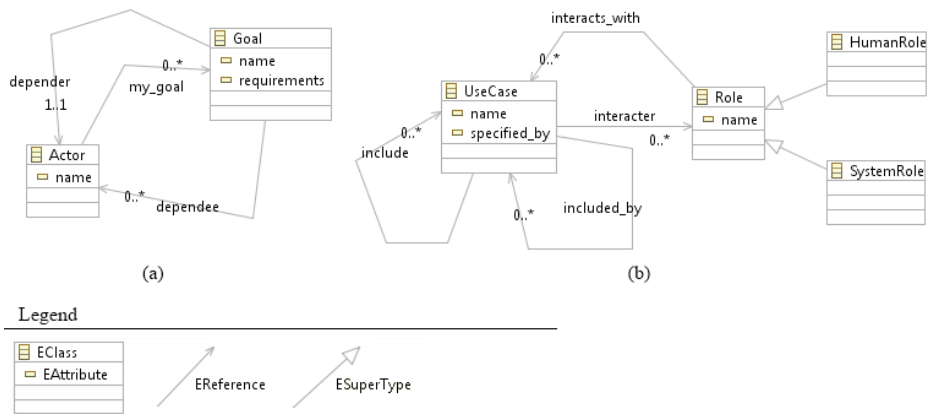 Goal
name
requirements
depender
1..1
0..*
my_goal
Actor
name
0..*
dependee
(a)
interacts_with
0..*
UseCase
name
specified_by
0..*
include
interacter
0..*
0..*
included_by
Role
name
HumanRole
SystemRole
(b)
Legend
EClass
EAttribute
EReference
ESuperType